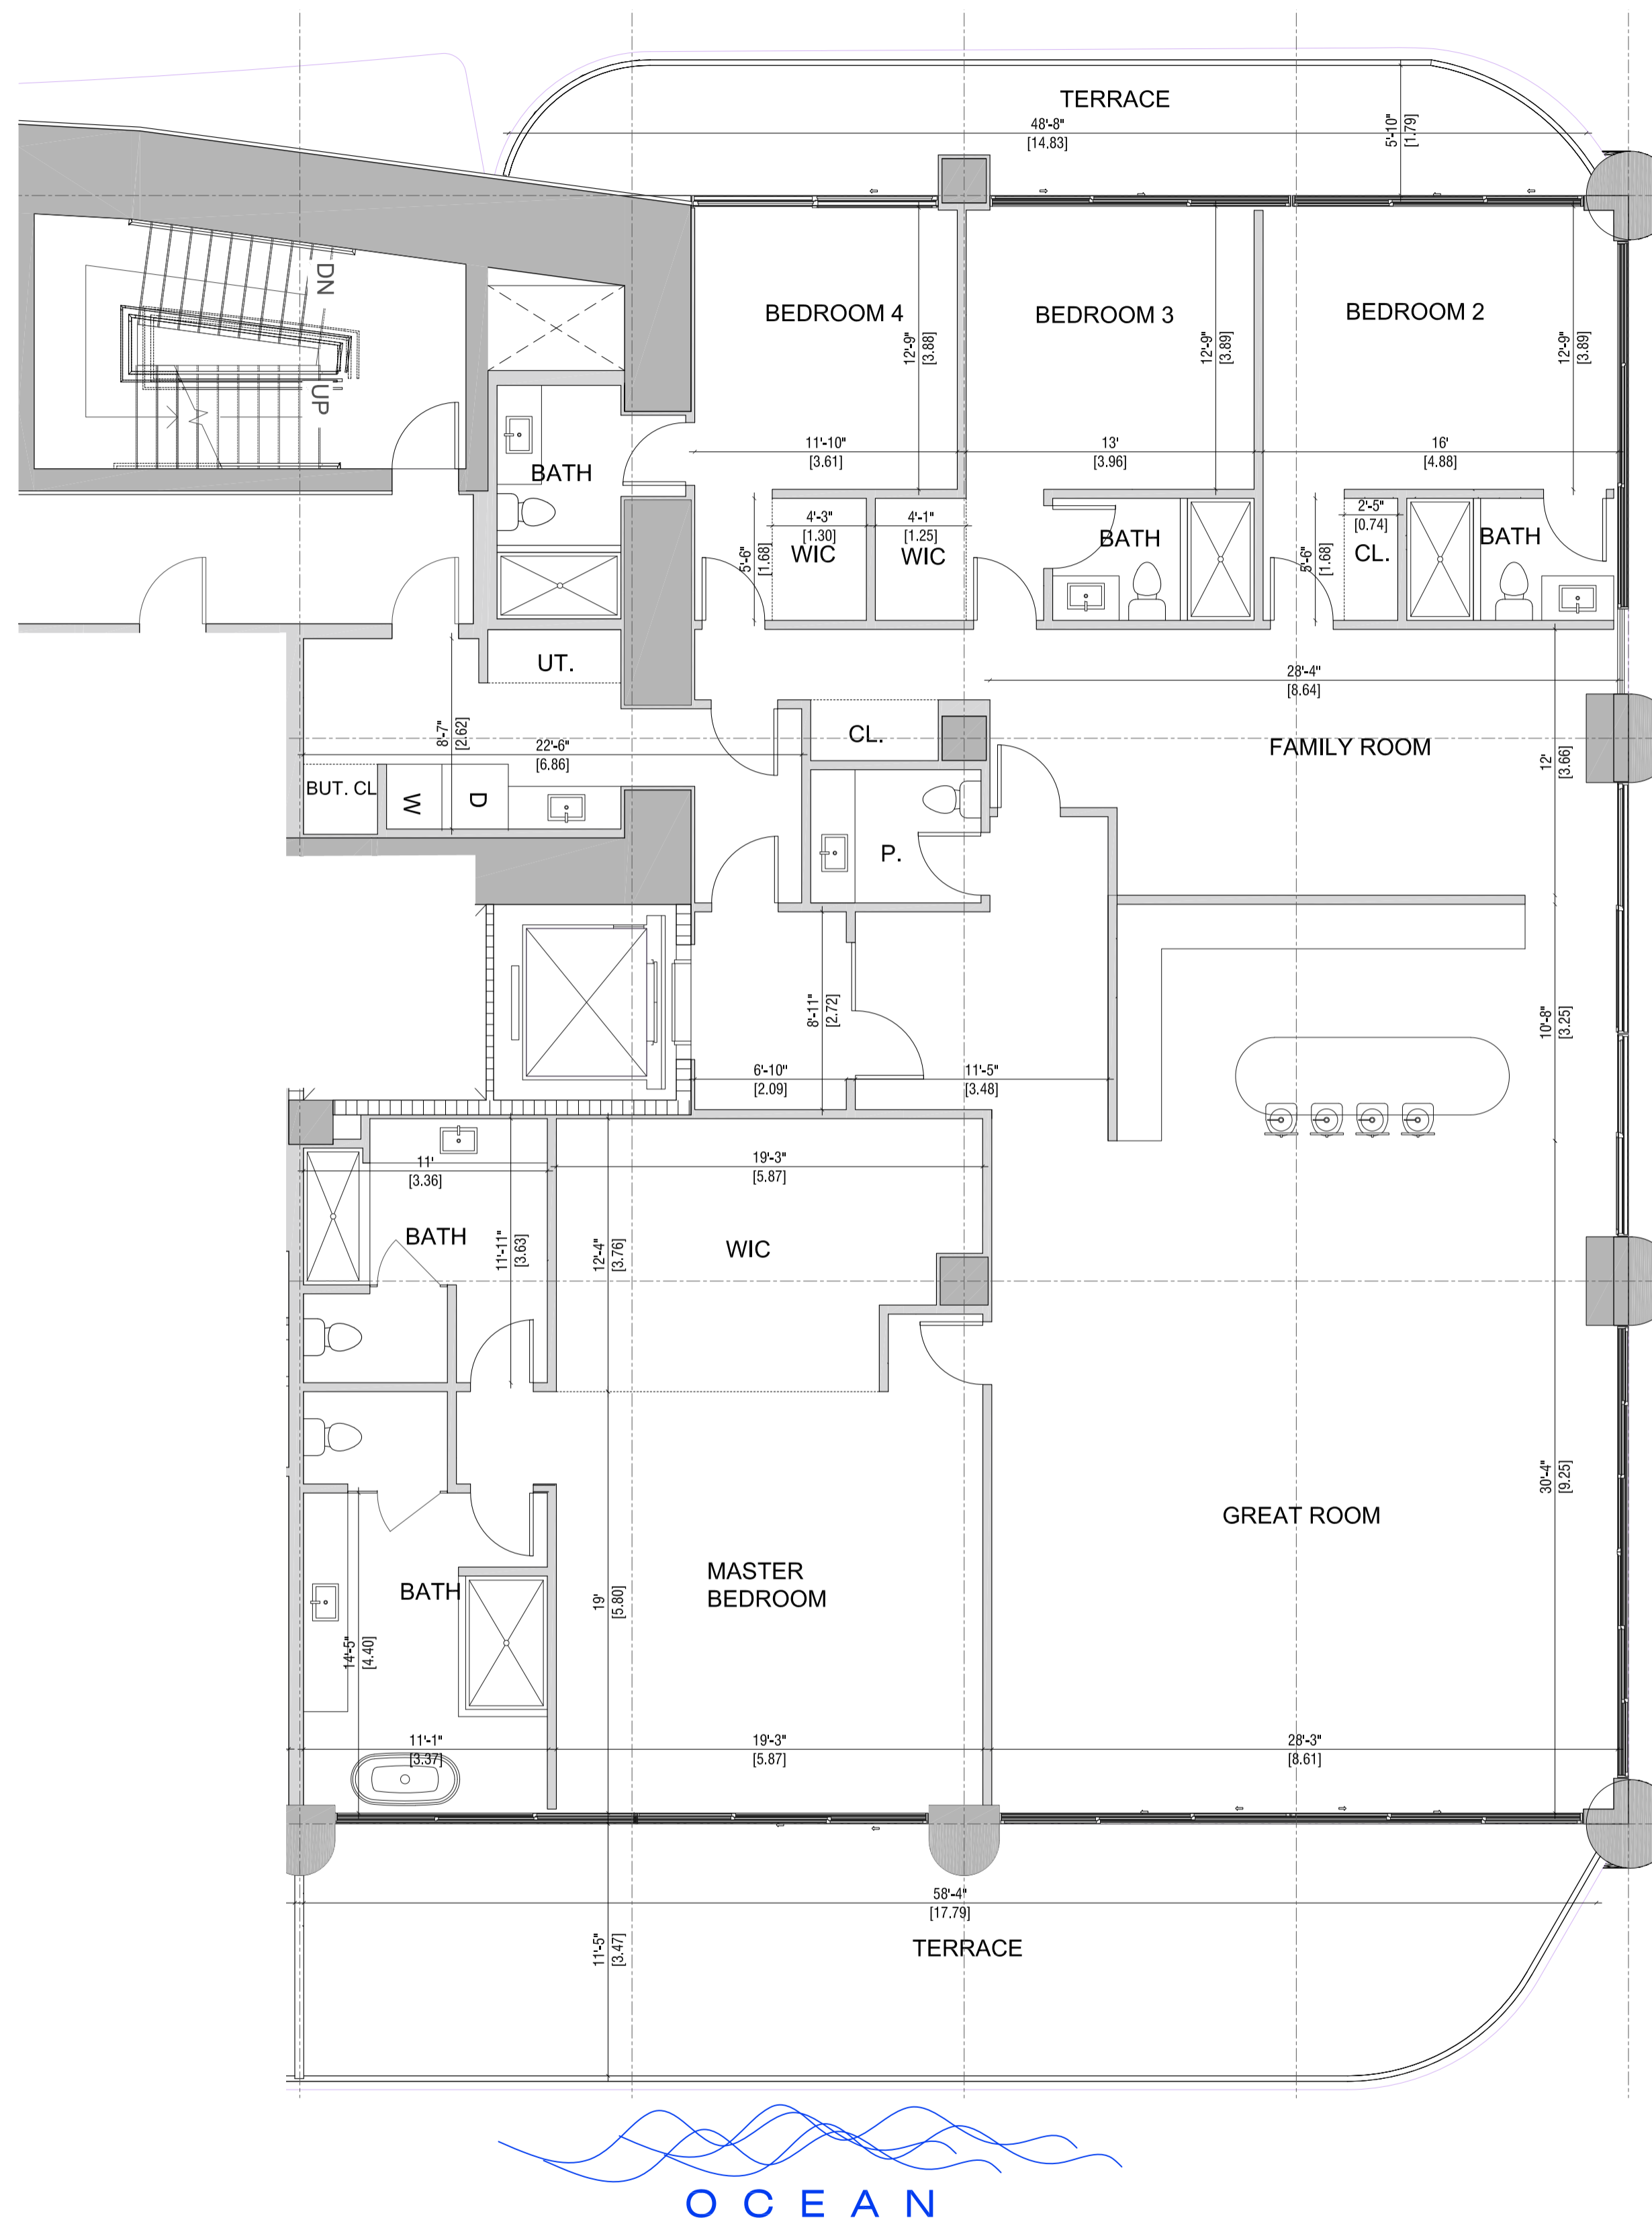 TERRACE
48'-8"
[14.83]
5'-10"
[1.79]
DN
UP
BEDROOM 4
BEDROOM 3
BEDROOM 2
12'-9"
[3.88]
12'-9"
[3.89]
12'-9"
[3.89]
11'-10"
[3.61]
13'
[3.96]
16'
[4.88]
BATH
4'-3"
[1.30]
WIC
4'-1"
[1.25]
WIC
5'-6"
[1.68]
BATH
5'-6"
[1.68]
2'-5"
[0.74]
CL.
BATH
UT.
28'-4"
[8.64]
8'-7"
[2.62]
22'-6"
[6.86]
CL.
FAMILY ROOM
12'
[3.66]
BUT. CL
W
D
P.
8'-11"
[2.72]
10'-8"
[3.25]
6'-10"
[2.09]
11'-5"
[3.48]
11'
[3.36]
19'-3"
[5.87]
BATH
11'-11"
[3.63]
12'-4"
[3.76]
WIC
30'-4"
[9.25]
GREAT ROOM
BATH
14'-5"
[4.40]
19'
[5.80]
MASTER
BEDROOM
11'-1"
[3.37]
19'-3"
[5.87]
28'-3"
[8.61]
58'-4"
[17.79]
11'-5"
[3.47]
TERRACE
OCEAN